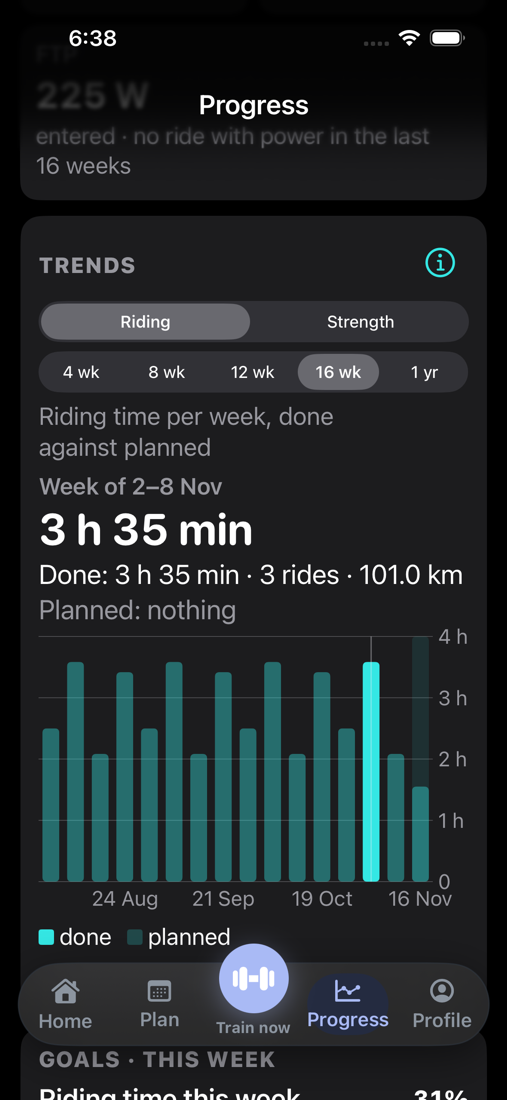 6:38
FTP
225 W
Progress
entered · no ride with power in the last
16 weeks
TRENDS
Riding Strength
4 wk 8 wk 12 wk 16 wk 1 yr
Riding time per week, done
against planned
Week of 2–8 Nov
3 h 35 min
Done: 3 h 35 min · 3 rides · 101.0 km
Planned: nothing
4 h
3 h
2 h
1 h
0
24 Aug 21 Sep 19 Oct 16 Nov
done planned
Home Plan Train now Progress Profile
GOALS · THIS WEEK
Riding time this week 31%